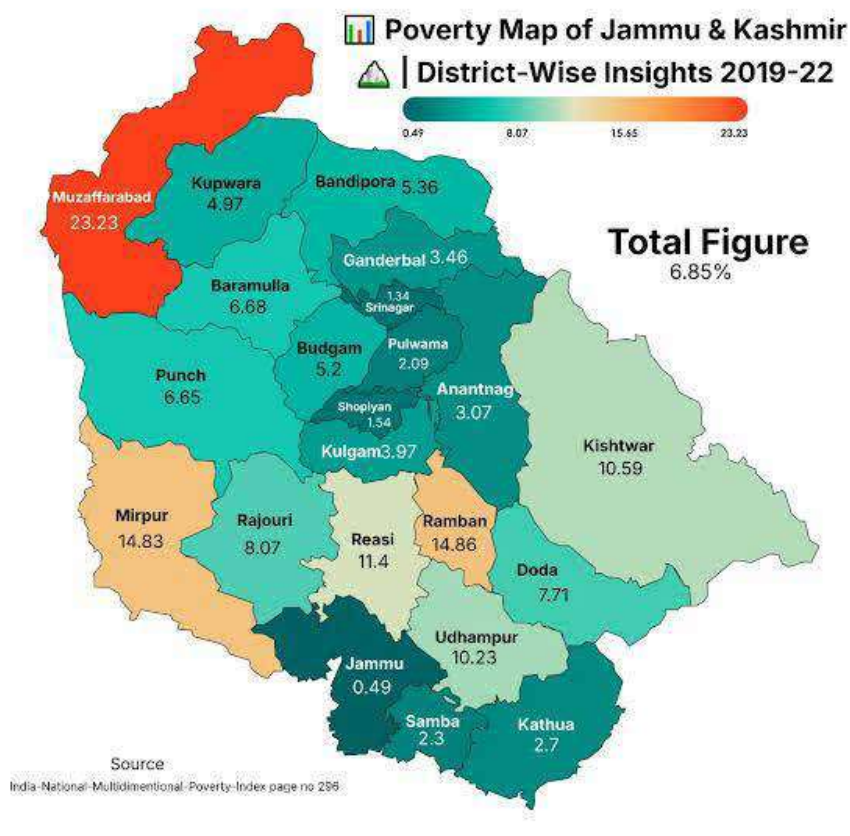 Poverty Map of Jammu & Kashmir
| District-Wise Insights 2019-22
0.49 8.07 15.65 23.23
Total Figure
6.85%
Muzaffarabad
23.23
Kupwara
4.97
Bandipora 5.36
Ganderbal 3.46
Baramulla
6.68
1.34
Srinagar
Budgam
5.2
Pulwama
2.09
Punch
6.65
Anantnag
3.07
Shopiyan
1.54
Kulgam3.97
Kishtwar
10.59
Mirpur
14.83
Rajouri
8.07
Reasi
11.4
Ramban
14.86
Doda
7.71
Udhampur
10.23
Jammu
0.49
Samba
2.3
Kathua
2.7
Source
India-National-Multidimentional-Poverty-Index page no 296